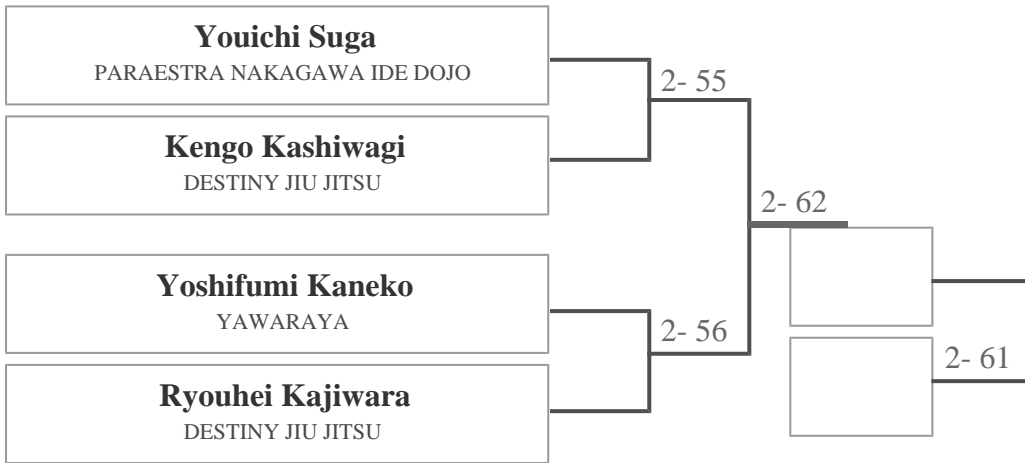 Youichi Suga
PARAESTRA NAKAGAWA IDE DOJO
2- 55
Kengo Kashiwagi
DESTINY JIU JITSU
2- 62
Yoshifumi Kaneko
YAWARAYA
2- 56
2- 61
Ryouhei Kajiwara
DESTINY JIU JITSU